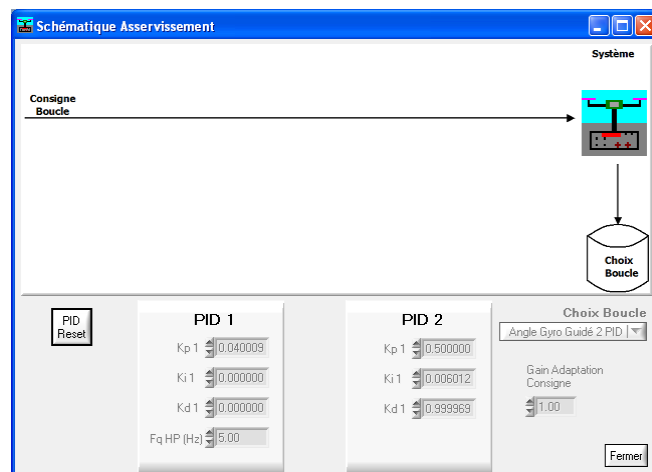 Schématique Asservissement
Système
Consigne
Boucle
Choix
Boucle
PID
Reset
PID 1
Kp 1 0.040009
Ki 1 0.000000
Kd 1 0.000000
Fq HP (Hz) 5.00
PID 2
Kp 1 0.500000
Ki 1 0.006012
Kd 1 0.999969
Choix Boucle
Angle Gyro Guidé 2 PID
Gain Adaptation
Consigne
1.00
Fermer